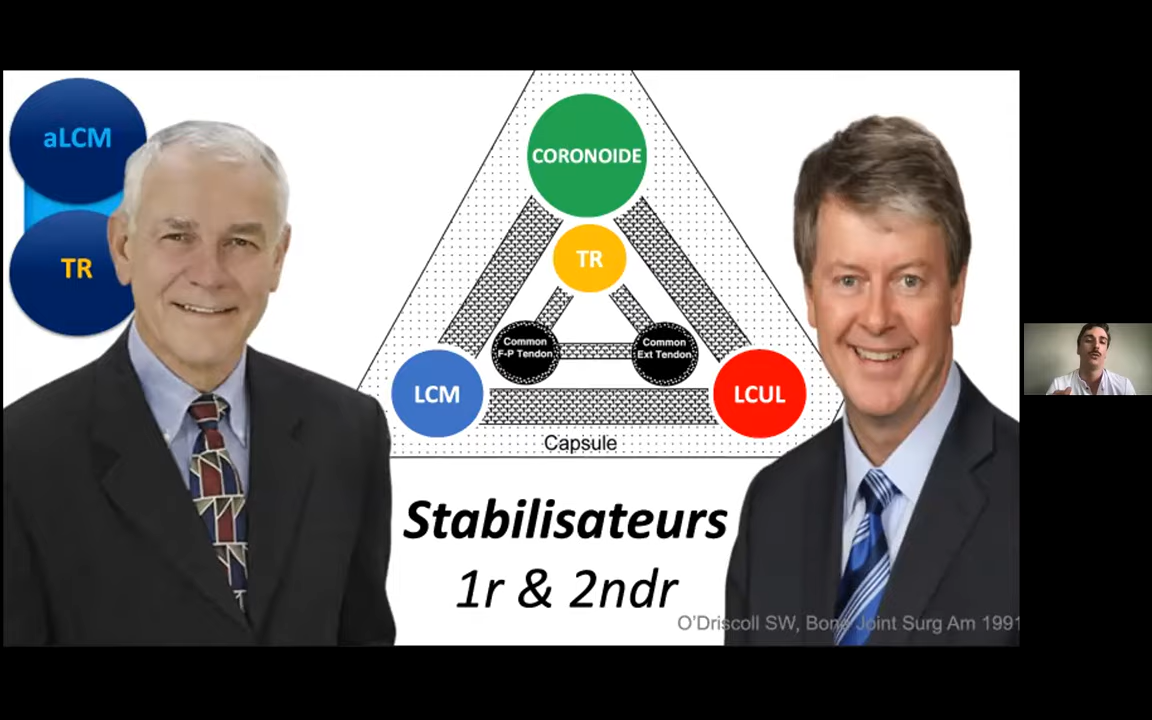 aLCM
TR
CORONOIDE
TR
Common
F-P Tendon
Common
Ext Tendon
LCM
LCUL
Capsule
Stabilisateurs
1r & 2ndr
O'Driscoll SW, Bone Joint Surg Am 1991